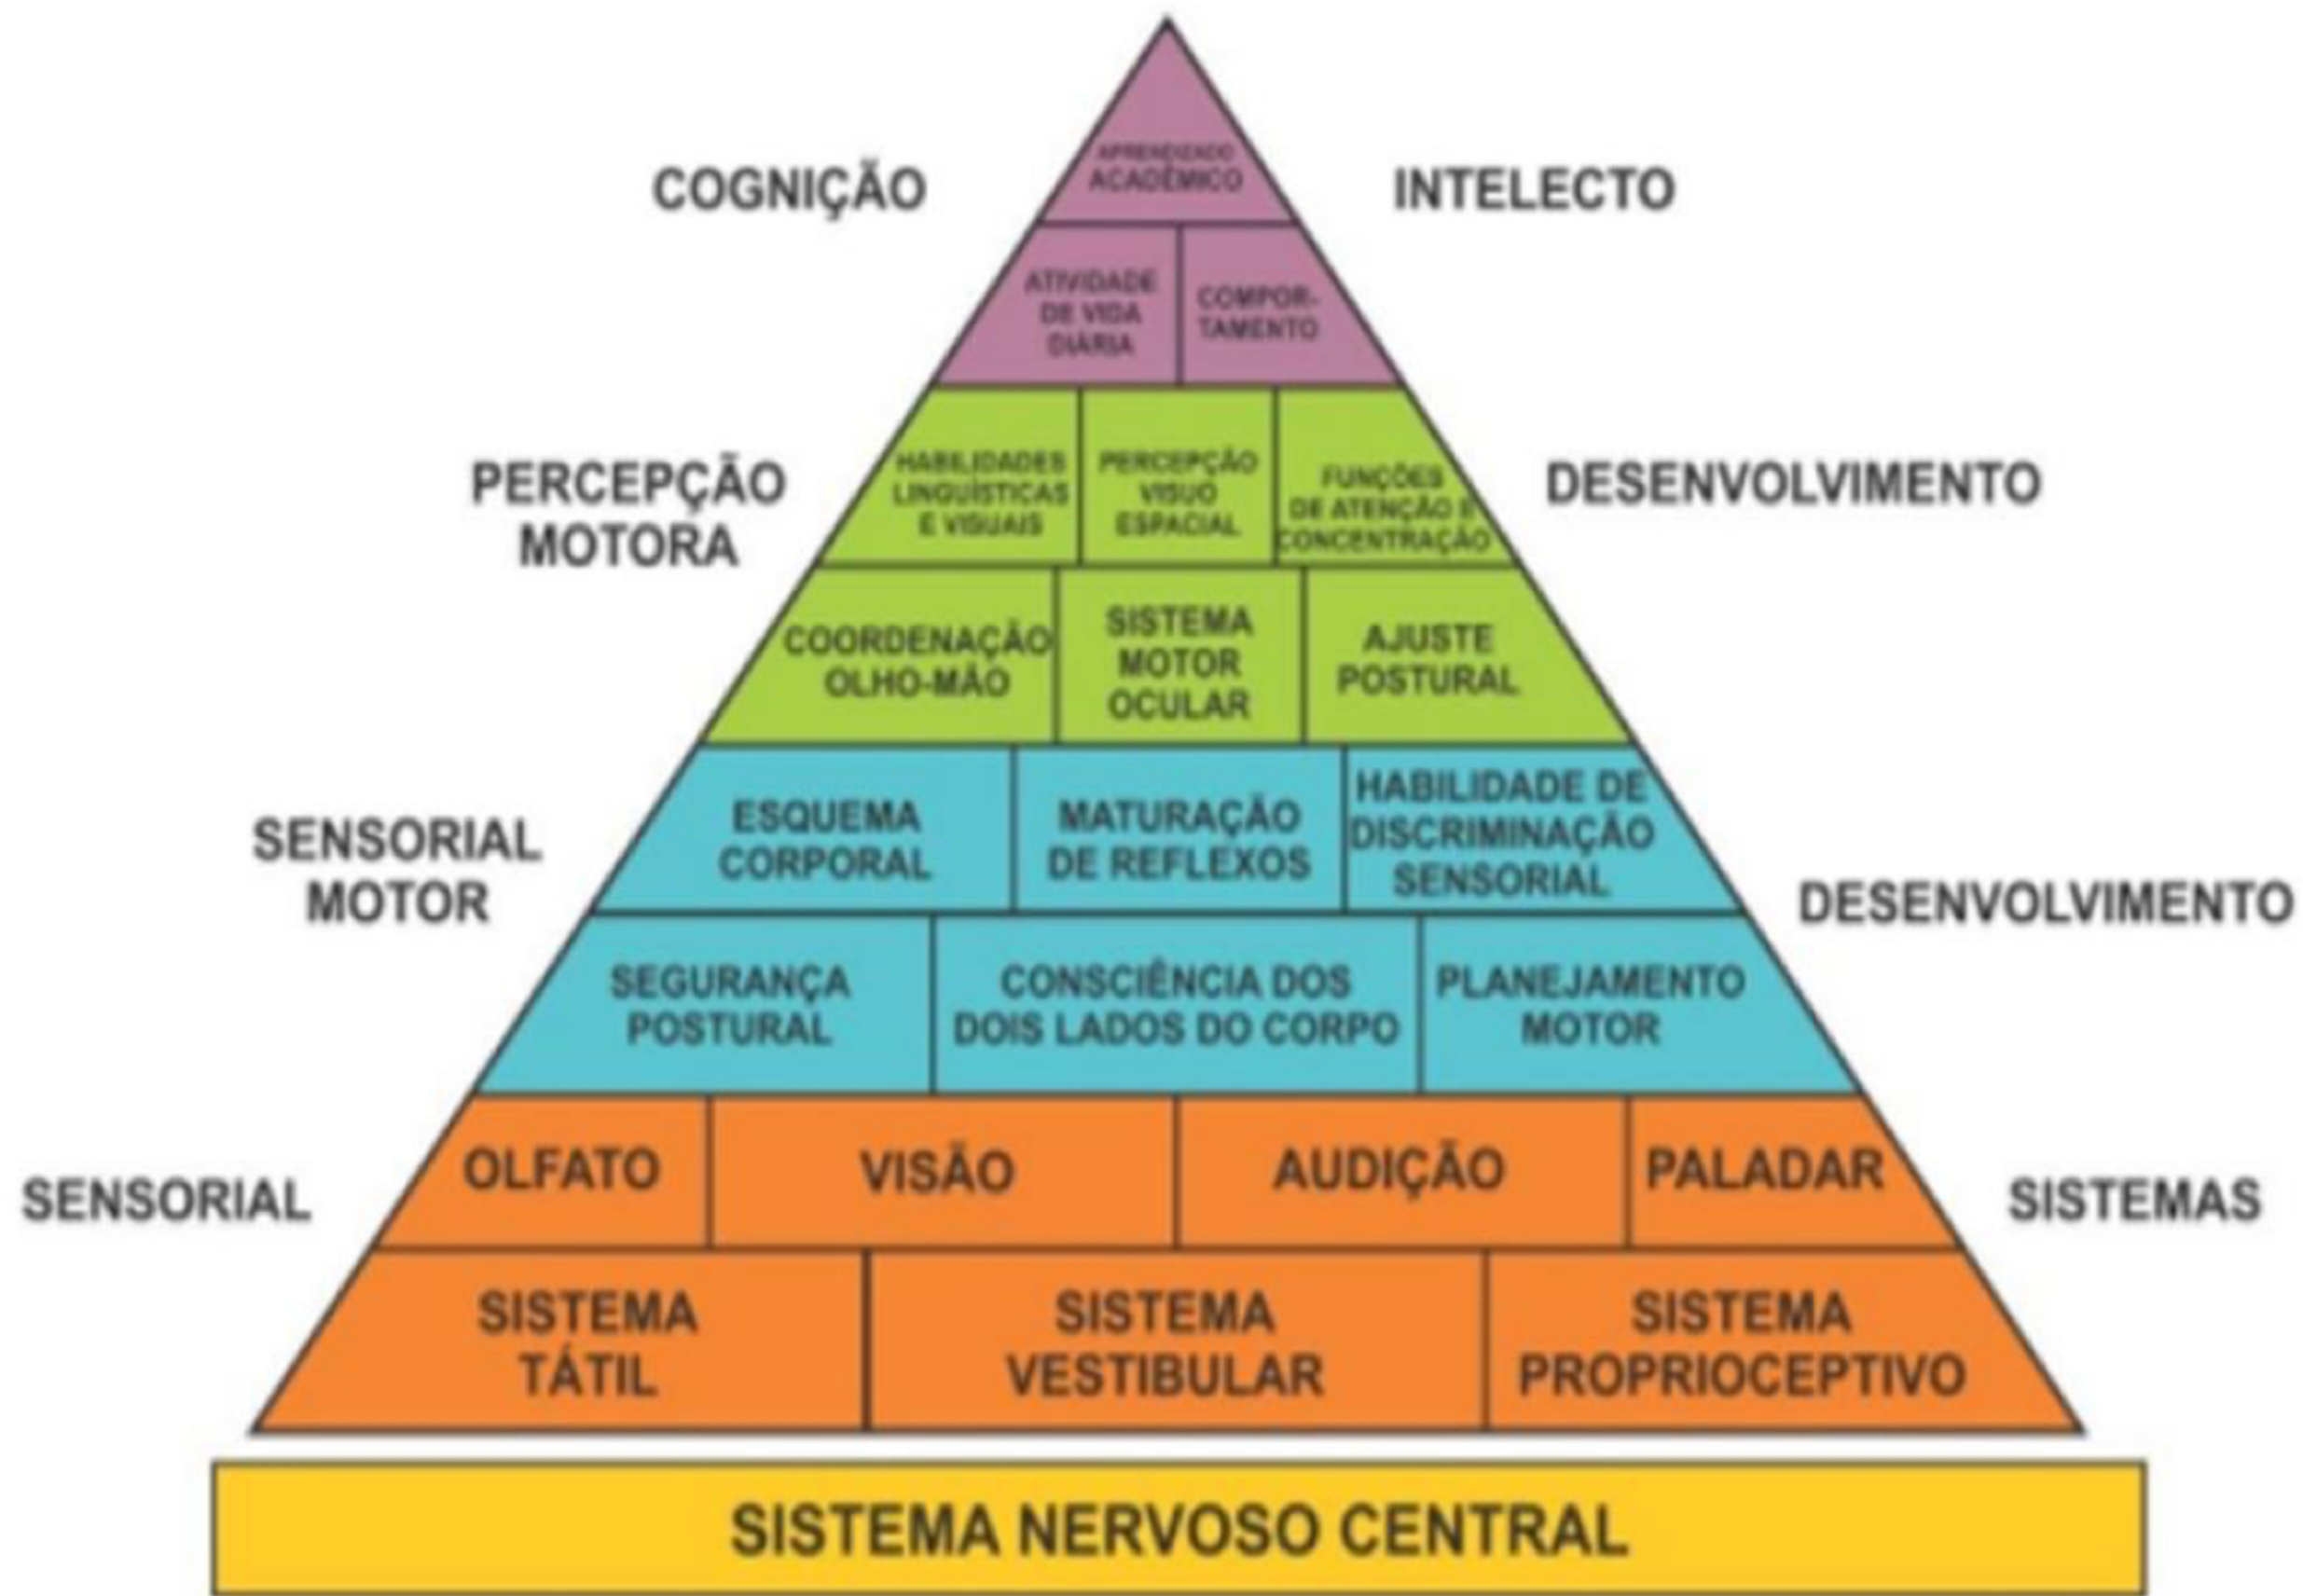 APRENDIZADO
ACADÊMICO
COGNIÇÃO
INTELECTO
ATIVIDADE
DE VIDA
DIÁRIA
COMPOR-
TAMENTO
PERCEPÇÃO
MOTORA
HABILIDADES
LINGUÍSTICAS
E VISUAIS
PERCEPÇÃO
VISUO
ESPACIAL
FUNÇÕES
DE ATENÇÃO E
CONCENTRAÇÃO
DESENVOLVIMENTO
COORDENAÇÃO
OLHO-MÃO
SISTEMA
MOTOR
OCULAR
AJUSTE
POSTURAL
SENSORIAL
MOTOR
ESQUEMA
CORPORAL
MATURAÇÃO
DE REFLEXOS
HABILIDADE DE
DISCRIMINAÇÃO
SENSORIAL
DESENVOLVIMENTO
SEGURANÇA
POSTURAL
CONSCIÊNCIA DOS
DOIS LADOS DO CORPO
PLANEJAMENTO
MOTOR
SENSORIAL
OLFATO
VISÃO
AUDIÇÃO
PALADAR
SISTEMAS
SISTEMA
TÁTIL
SISTEMA
VESTIBULAR
SISTEMA
PROPRIOCEPTIVO
SISTEMA NERVOSO CENTRAL